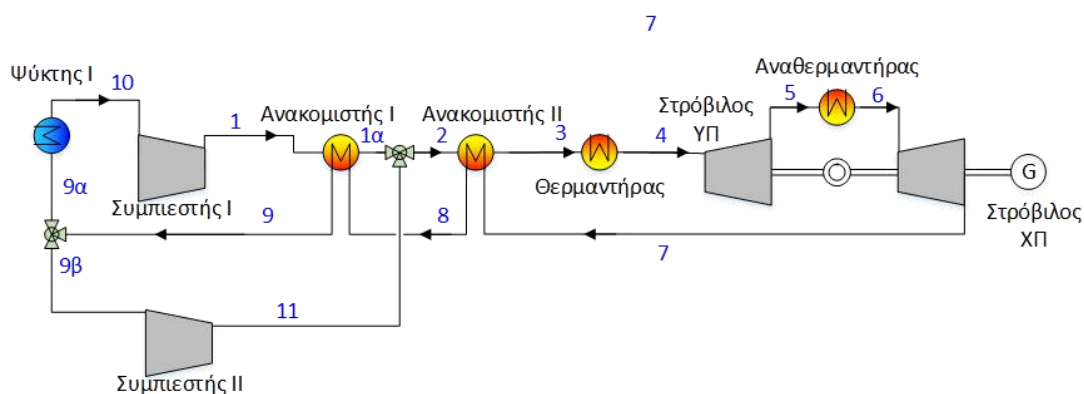 7
Ψύκτης Ι
10
Αναθερμαντήρας
Στρόβιλος
ΥΠ
5
6
Ανακομιστής Ι
Ανακομιστής ΙΙ
1
1α
2
3
4
Θερμαντήρας
G
Στρόβιλος
ΧΠ
9α
Συμπιεστής Ι
9
8
7
9β
11
Συμπιεστής ΙΙ